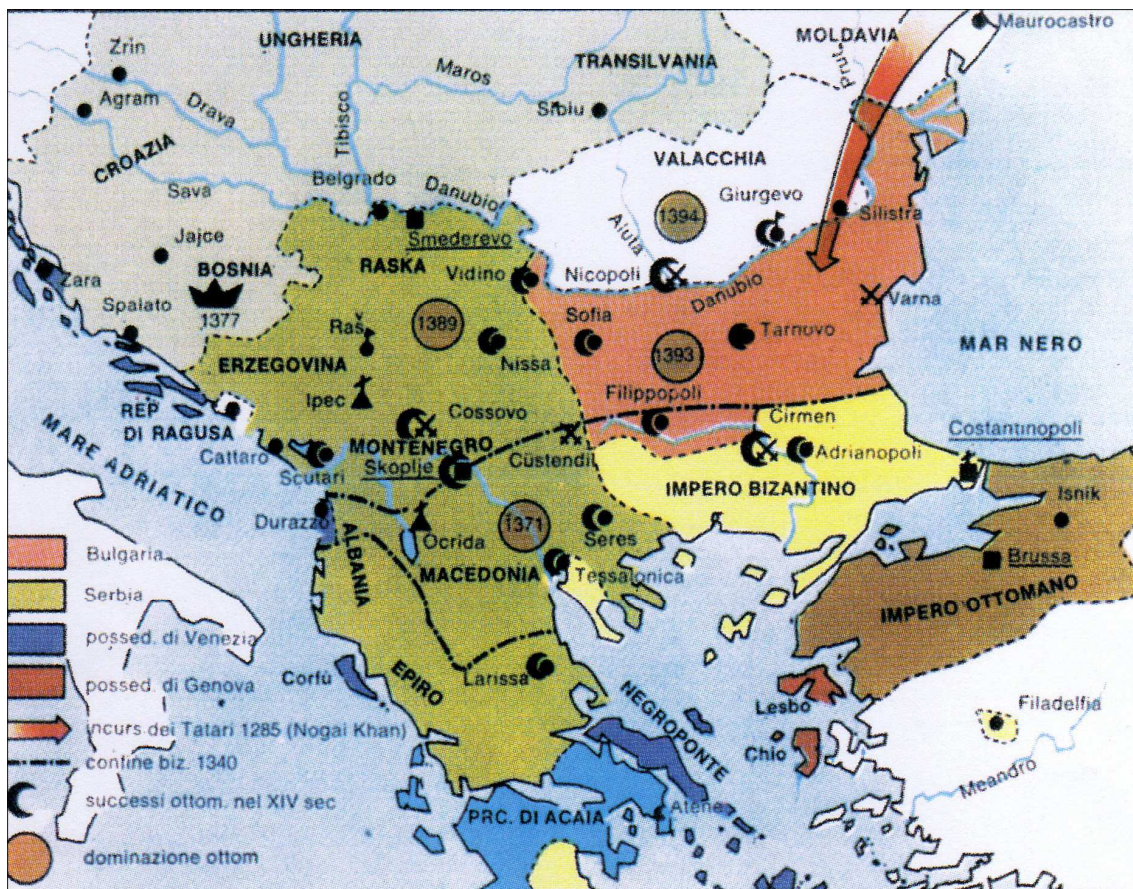 Maurocastro
MOLDAVIA
Zrin
UNGHERIA
Prut
Maros
TRANSILVANIA
Agram
Drava
Tibisco
Sibiu
CROAZIA
VALACCHIA
Sava
Belgrado
Danubio
Giurgevo
Silistra
1394
Aluta
Jajce
Smederevo
BOSNIA
RASKA
Vidino
Nicopoli
Danubio
Zara
1377
Varna
Spalato
Raš
1389
Sofia
Tarnovo
Nissa
1393
MAR NERO
ERZEGOVINA
Filippopoli
Ipec
REP
DI RAGUSA
Cossovo
Cirmen
Costantinopoli
MONTENEGRO
MARE ADRIATICO
Cattaro
Skoplje
Cüstendil
Adrianopoli
Scutari
IMPERO BIZANTINO
Isnik
Durazzo
1371
Seres
Ocrida
ALBANIA
Brussa
MACEDONIA
Tessalonica
IMPERO OTTOMANO
EPIRO
Larissa
Corfù
NEGROPONTE
Lesbo
Filadelfia
Chio
Meandro
Atene
PRC. DI ACAIA
Bulgaria
Serbia
possed. di Venezia
possed. di Genova
incurs. dei Tatari 1285 (Nogai Khan)
confine biz. 1340
successi ottom. nel XIV sec
dominazione ottom